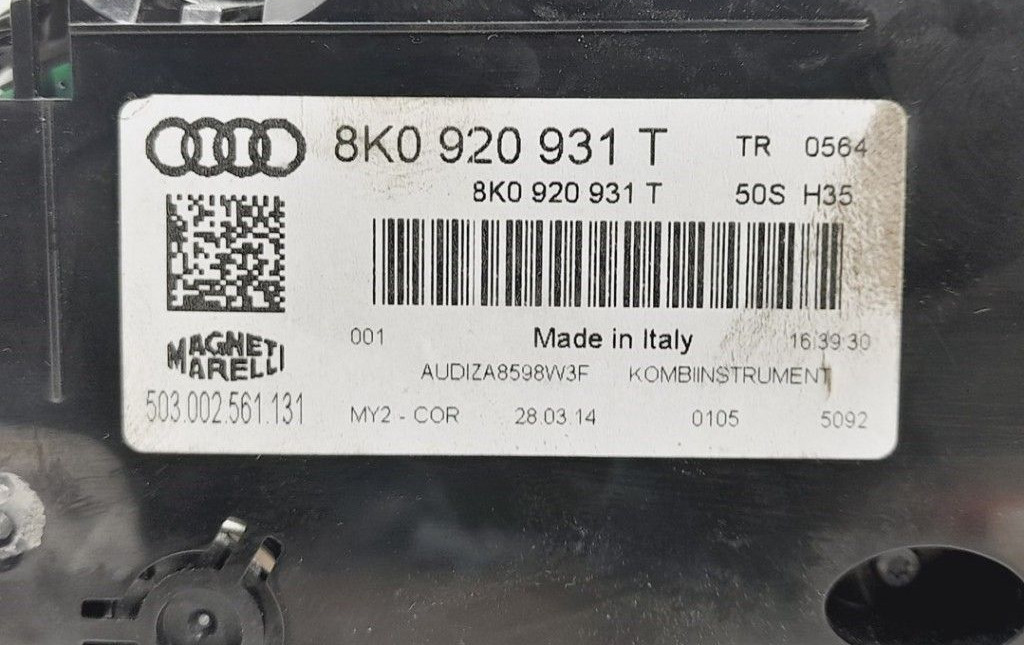 8K0 920 931 T TR 0564
8K0 920 931 T 50S H35
MAGNETI MARELLI
503.002.561.131
001 Made in Italy 16:39:30
AUDIZA8598W3F KOMBIINSTRUMENT
MY2 - COR 28.03.14 0105 5092